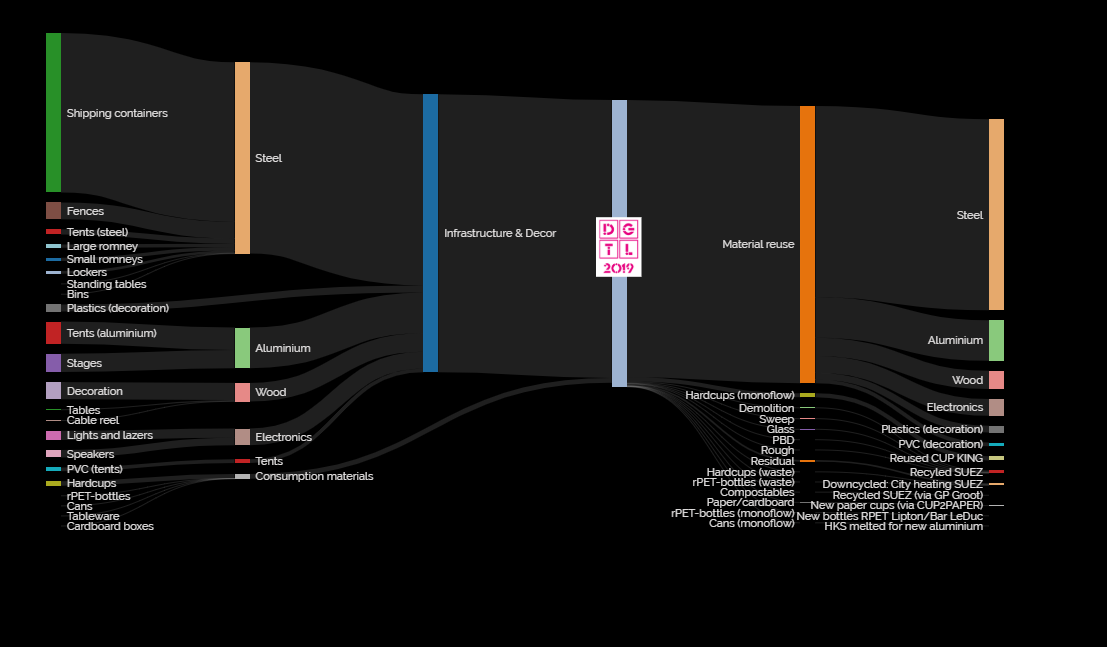 Shipping containers
Fences
Tents (steel)
Large romney
Small romneys
Lockers
Standing tables
Bins
Plastics (decoration)
Tents (aluminium)
Stages
Decoration
Tables
Cable reel
Lights and lazers
Speakers
PVC (tents)
Hardcups
rPET-bottles
Cans
Tableware
Cardboard boxes
Steel
Aluminium
Wood
Electronics
Tents
Consumption materials
Infrastructure & Decor
DG
TL
2019
Material reuse
Hardcups (monoflow)
Demolition
Sweep
Glass
PBD
Rough
Residual
Hardcups (waste)
rPET-bottles (waste)
Compostables
Paper/cardboard
rPET-bottles (monoflow)
Cans (monoflow)
Steel
Aluminium
Wood
Electronics
Plastics (decoration)
PVC (decoration)
Reused CUP KING
Recyled SUEZ
Downcycled: City heating SUEZ
Recycled SUEZ (via GP Groot)
New paper cups (via CUP2PAPER)
New bottles RPET Lipton/Bar LeDuc
HKS melted for new aluminium